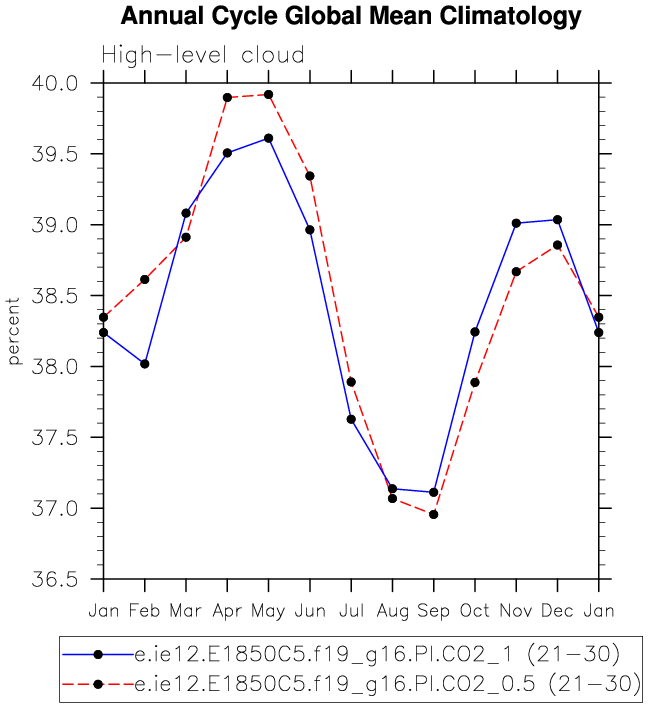 Annual Cycle Global Mean Climatology
High-level cloud
40.0
39.5
39.0
38.5
38.0
37.5
37.0
36.5
percent
Jan Feb Mar Apr May Jun Jul Aug Sep Oct Nov Dec Jan
e.ie12.E1850C5.f19_g16.PI.CO2_1 (21-30)
e.ie12.E1850C5.f19_g16.PI.CO2_0.5 (21-30)